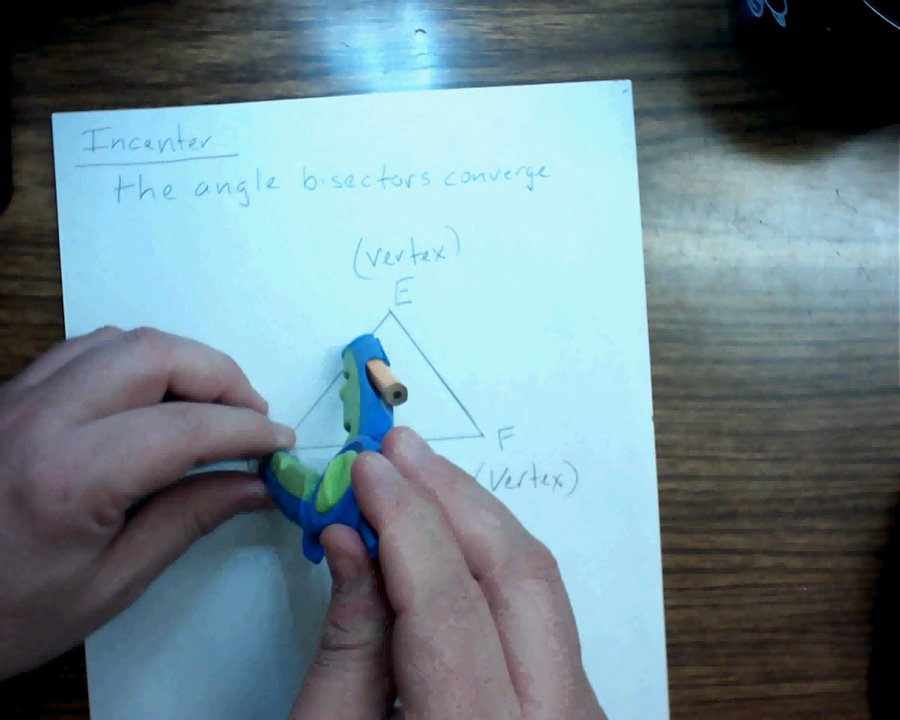 Incenter
the angle bisectors converge
(vertex)
E
F
(vertex)